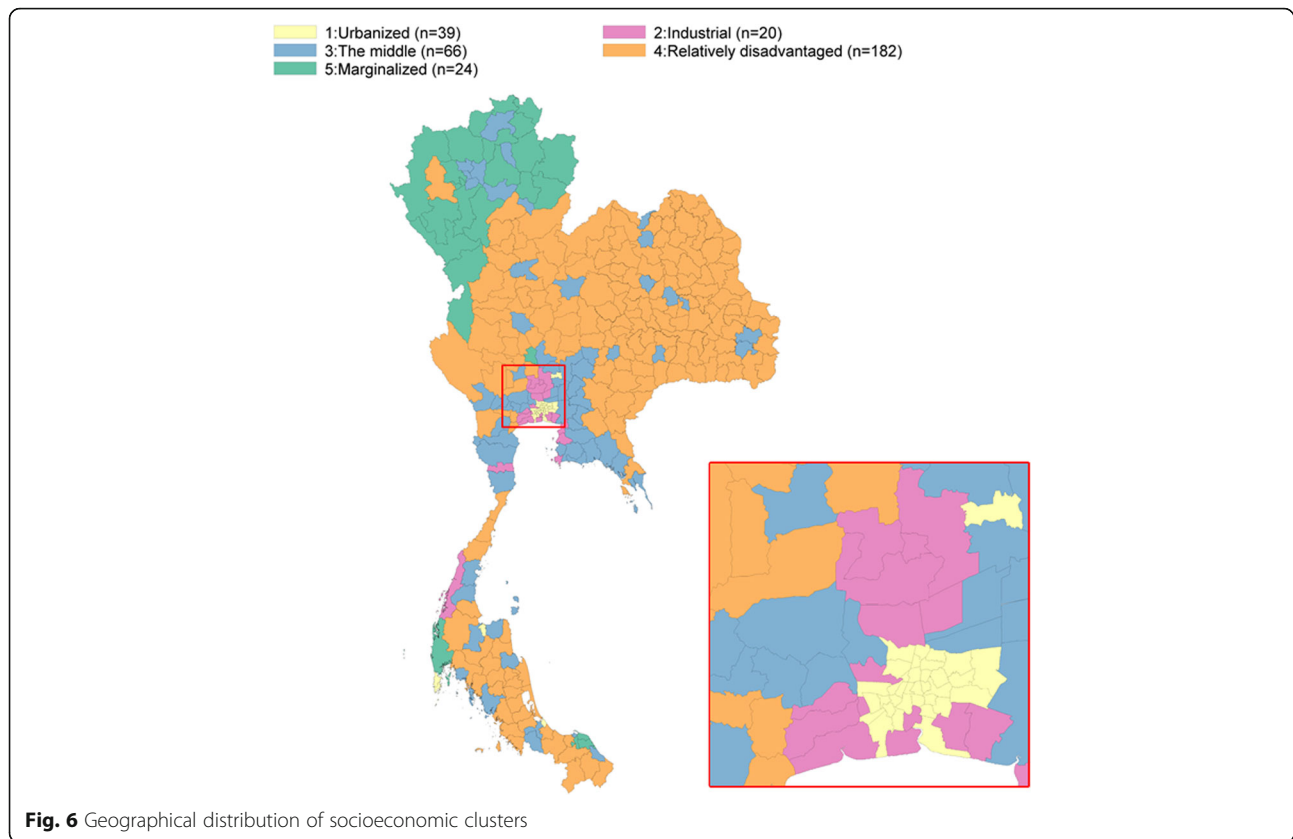 1:Urbanized (n=39)
2:Industrial (n=20)
3:The middle (n=66)
4:Relatively disadvantaged (n=182)
5:Marginalized (n=24)
Fig. 6 Geographical distribution of socioeconomic clusters